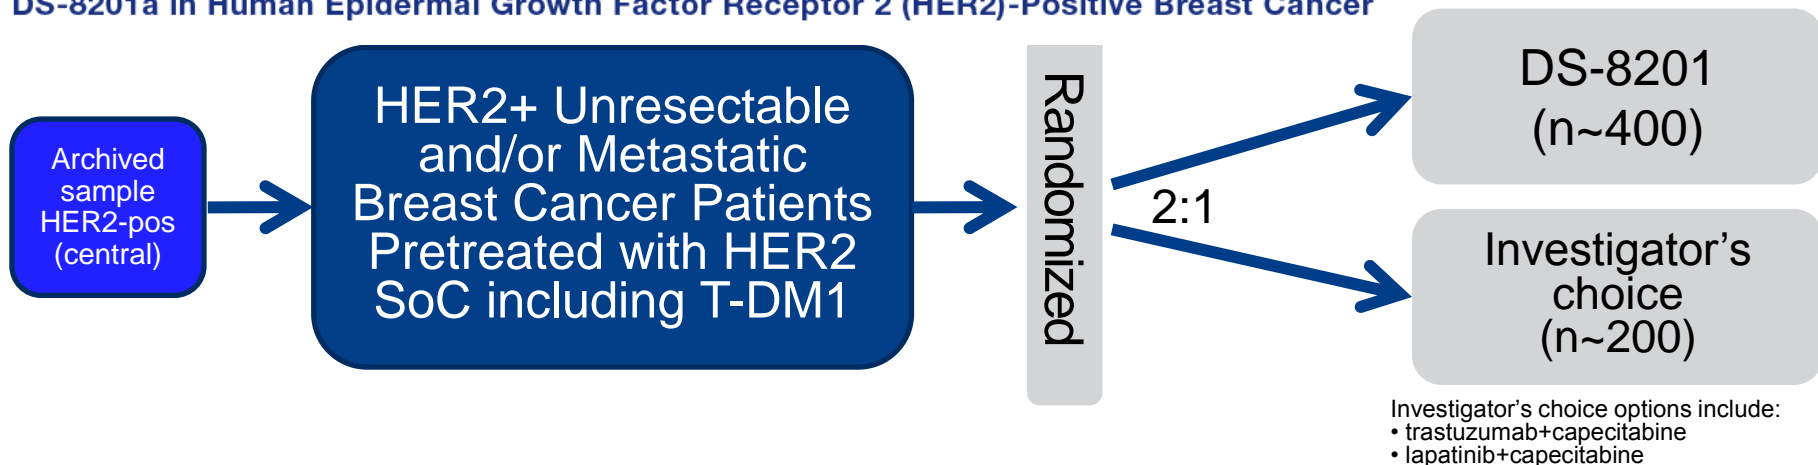 DS-8201a in Human Epidermal Growth Factor Receptor 2 (HER2)-Positive Breast Cancer
Archived
sample
HER2-pos
(central)
HER2+ Unresectable
and/or Metastatic
Breast Cancer Patients
Pretreated with HER2
SoC including T-DM1
Randomized
2:1
DS-8201
(n~400)
Investigator’s
choice
(n~200)
Investigator’s choice options include:
• trastuzumab+capecitabine
• lapatinib+capecitabine